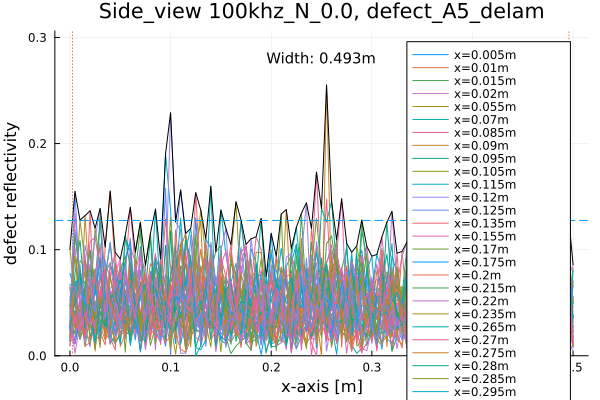 Side_view 100khz_N_0.0, defect_A5_delam
0.3
0.2
0.1
0.0
defect reflectivity
Width: 0.493m
0.0
0.1
0.2
0.3
.5
x-axis [m]
x=0.005m
x=0.01m
x=0.015m
x=0.02m
x=0.055m
x=0.07m
x=0.085m
x=0.09m
x=0.095m
x=0.105m
x=0.115m
x=0.12m
x=0.125m
x=0.135m
x=0.155m
x=0.17m
x=0.175m
x=0.2m
x=0.215m
x=0.22m
x=0.235m
x=0.265m
x=0.27m
x=0.275m
x=0.28m
x=0.285m
x=0.295m